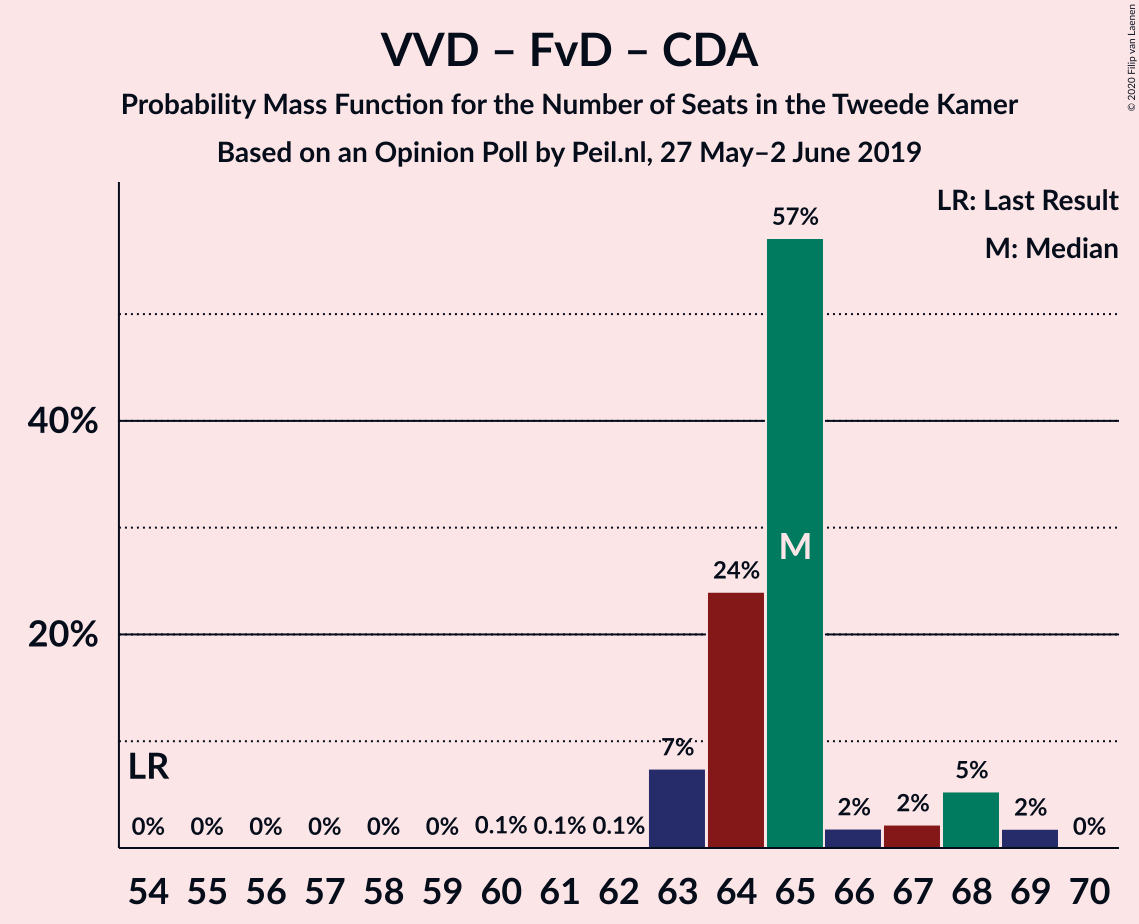 VVD – FvD – CDA
Probability Mass Function for the Number of Seats in the Tweede Kamer
Based on an Opinion Poll by Peil.nl, 27 May–2 June 2019
© 2020 Filip van Laenen
LR: Last Result
M: Median
57%
40%
M
24%
20%
7%
LR
5%
2% 2% 2%
0% 0% 0% 0% 0% 0% 0.1% 0.1% 0.1% 0%
54 55 56 57 58 59 60 61 62 63 64 65 66 67 68 69 70